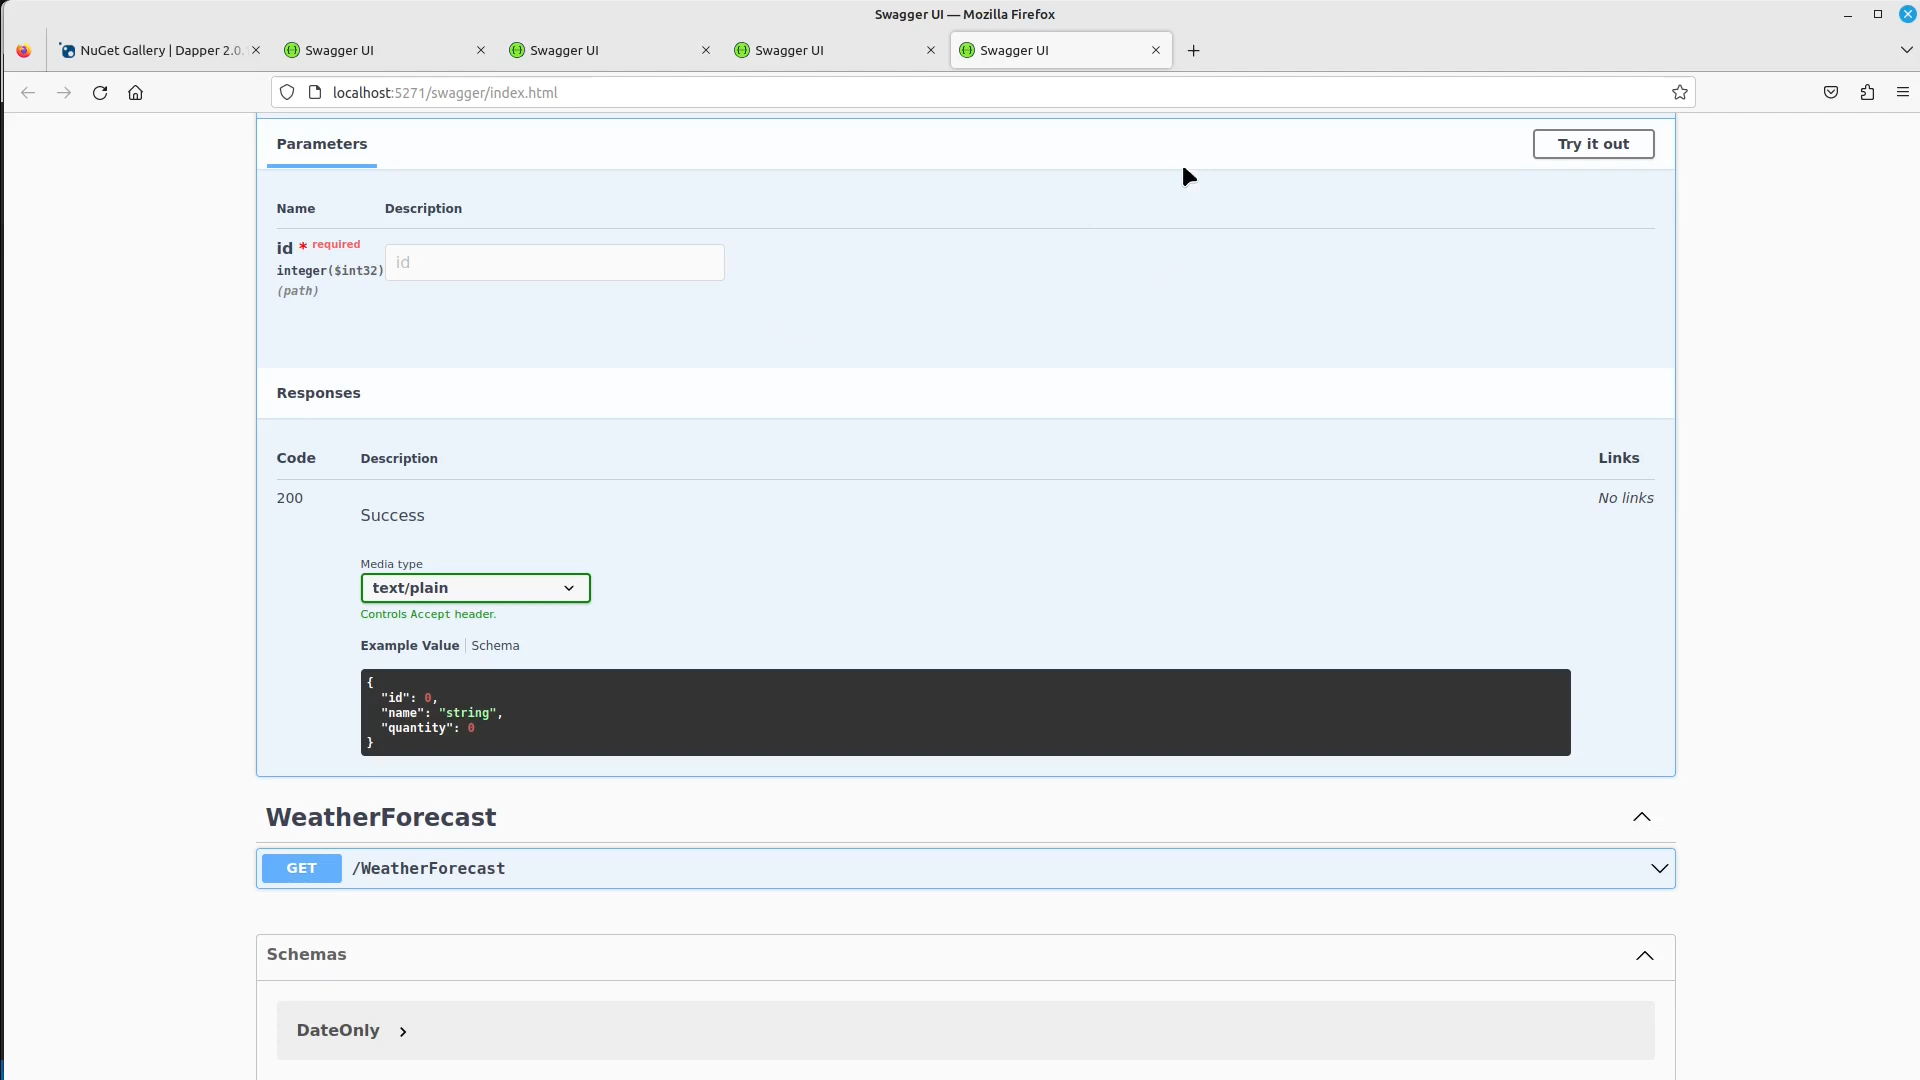 Swagger UI — Mozilla Firefox
NuGet Gallery | Dapper 2.0.
Swagger UI
Swagger UI
Swagger UI
Swagger UI
localhost:5271/swagger/index.html
Parameters
Try it out
Name Description
id * required
integer($int32)
(path)
id
Responses
Code Description Links
200
Success
No links
Media type
text/plain
Controls Accept header.
Example Value Schema
{
"id": 0,
"name": "string",
"quantity": 0
}
WeatherForecast
GET /WeatherForecast
Schemas
DateOnly